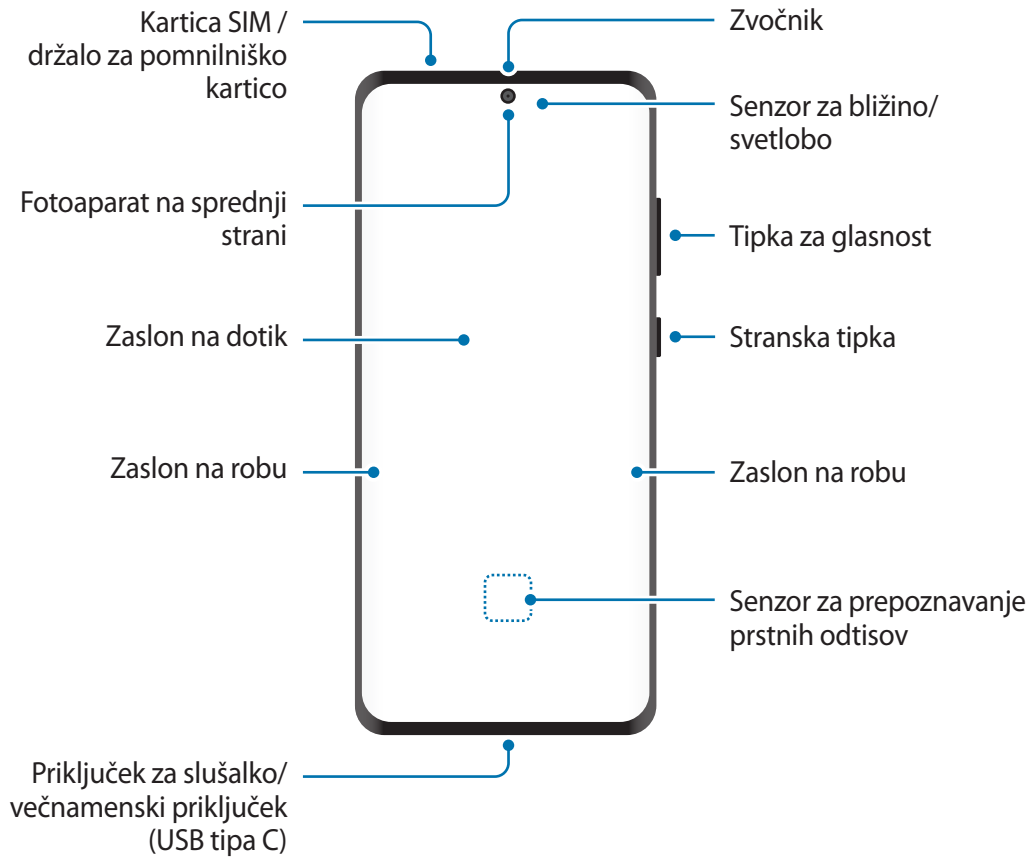 Kartica SIM /
držalo za pomnilniško
kartico
Fotoaparat na sprednji
strani
Zaslon na dotik
Zaslon na robu
Priključek za slušalko/
večnamenski priključek
(USB tipa C)
Zvočnik
Senzor za bližino/
svetlobo
Tipka za glasnost
Stranska tipka
Zaslon na robu
Senzor za prepoznavanje
prstnih odtisov